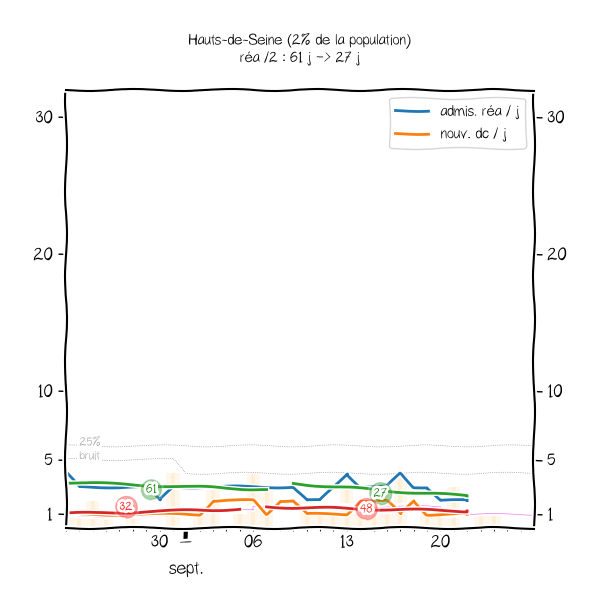 Hauts-de-Seine (2% de la population)
réa /2 : 61 j -> 27 j
admis. réa / j
nouv. dc / j
30 30
20 20
10 10
25%
bruit
5 5
61 27
32 48
1 1
30 1 06 13 20
sept.